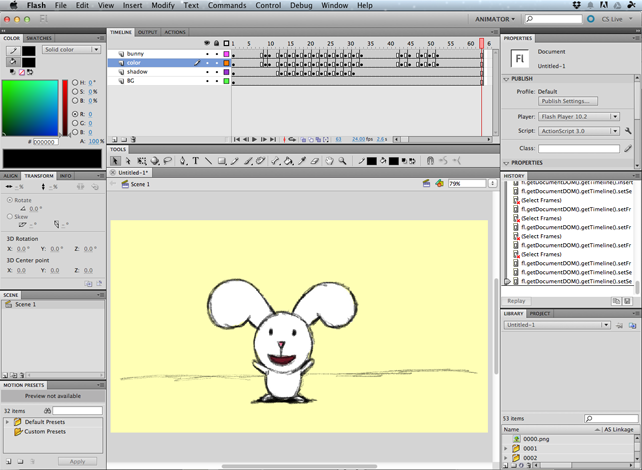 Flash File Edit View Insert Modify Text Commands Control Debug Window Help
ANIMATOR
CS Live
COLOR SWATCHES
Solid color
H: 0 °
S: 0 %
B: 0 %
R: 0
G: 0
B: 0
# 000000 A: 100 %
ALIGN TRANSFORM INFO
Rotate
0.0 °
Skew
3D Rotation
X: 0.0 ° Y: 0.0 ° Z: 0.0 °
3D Center point
X: 0.0 Y: 0.0 Z: 0.0
SCENE
Scene 1
MOTION PRESETS
Preview not available
32 items
Default Presets
Custom Presets
Apply
TIMELINE OUTPUT ACTIONS
5 10 15 20 25 30 35 40 45 50 55 60
bunny
color
shadow
BG
63 24.00 fps
TOOLS
Untitled-1*
Scene 1
79%
PROPERTIES
Fl
Document
Untitled-1
PUBLISH
Profile: Default
Publish Settings...
Player: Flash Player 10.2
Script: ActionScript 3.0
Class:
PROPERTIES
HISTORY
fl.getDocumentDOM().getTimeline().insert
fl.getDocumentDOM().getTimeline().setSe
(Select Frames)
fl.getDocumentDOM().getTimeline().setFr
(Select Frames)
fl.getDocumentDOM().getTimeline().setFr
(Select Frames)
fl.getDocumentDOM().getTimeline().setFr
(Select Frames)
fl.getDocumentDOM().getTimeline().setFr
fl.getDocumentDOM().getTimeline().setSe
fl.getDocumentDOM().getTimeline().setSe
Replay
LIBRARY PROJECT
Untitled-1
53 items
Name AS Linkage
0000.png
0001
0002